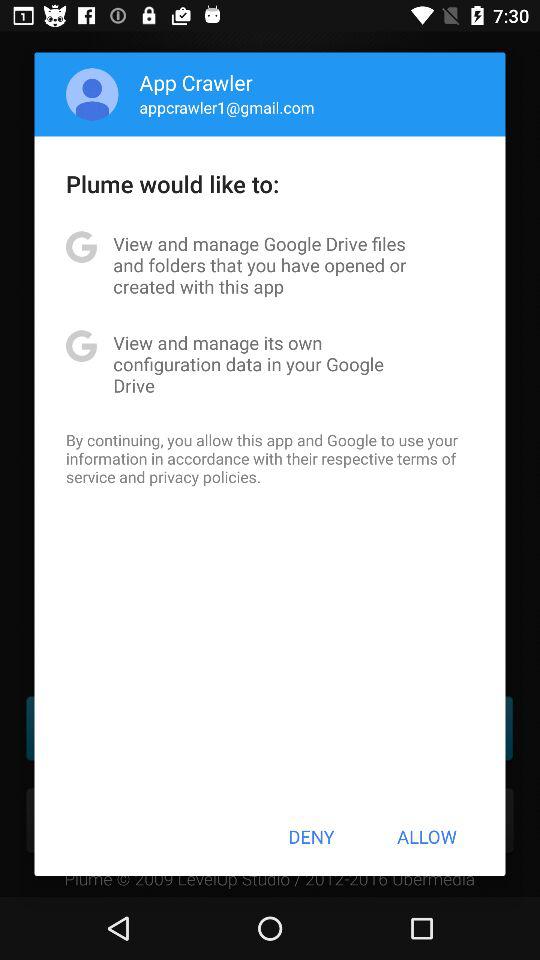 1 7:30
App Crawler
appcrawler1@gmail.com
Plume would like to:
G View and manage Google Drive files
and folders that you have opened or
created with this app
G View and manage its own
configuration data in your Google
Drive
By continuing, you allow this app and Google to use your
information in accordance with their respective terms of
service and privacy policies.
DENY ALLOW
Plume © 2009 LevelUp Studio / 2012-2016 Ubermedia